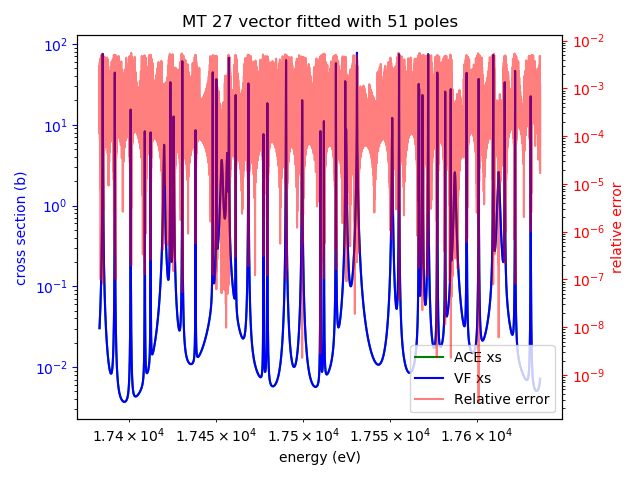 MT 27 vector fitted with 51 poles
10²
10¹
10⁰
10⁻¹
10⁻²
cross section (b)
10⁻²
10⁻³
10⁻⁴
10⁻⁵
10⁻⁶
10⁻⁷
10⁻⁸
10⁻⁹
relative error
ACE xs
VF xs
Relative error
1.74×10⁴ 1.745×10⁴ 1.75×10⁴ 1.755×10⁴ 1.76×10⁴
energy (eV)